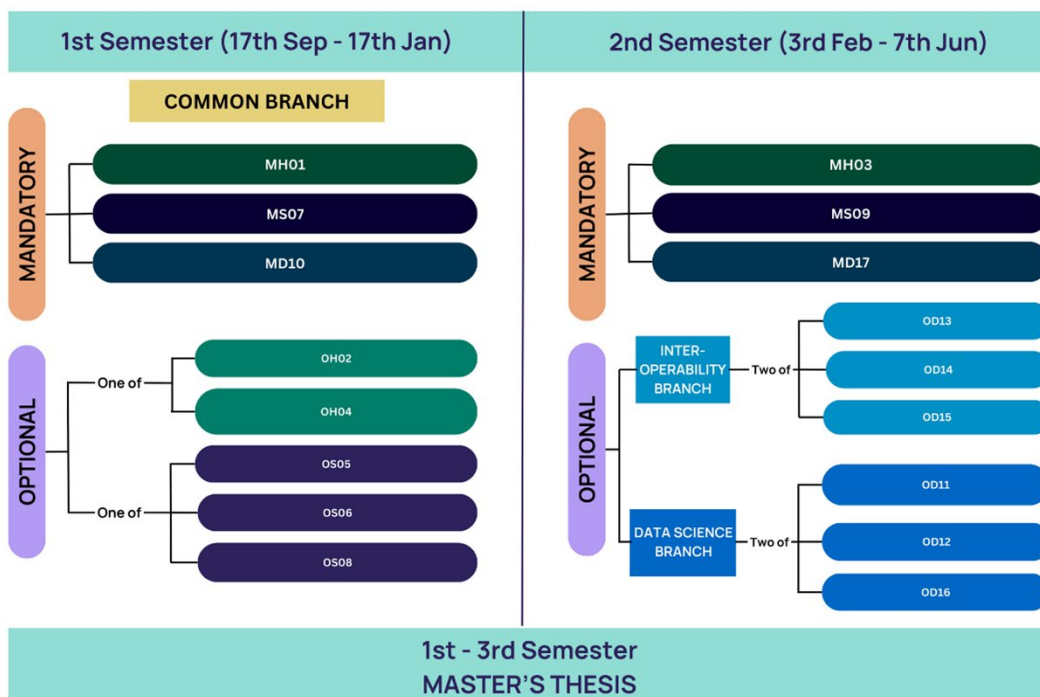 1st Semester (17th Sep - 17th Jan)
COMMON BRANCH
MANDATORY
MH01
MS07
MD10
OPTIONAL
One of
OH02
OH04
One of
OS05
OS06
OS08
2nd Semester (3rd Feb - 7th Jun)
MANDATORY
MH03
MS09
MD17
OPTIONAL
INTER-
OPERABILITY
BRANCH
Two of
OD13
OD14
OD15
DATA SCIENCE
BRANCH
Two of
OD11
OD12
OD16
1st - 3rd Semester
MASTER'S THESIS